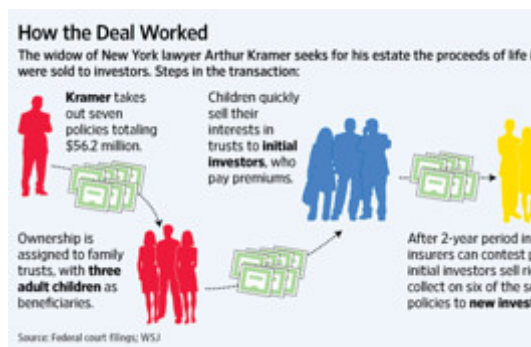 How the Deal Worked
The widow of New York lawyer Arthur Kramer seeks for his estate the proceeds of life
were sold to investors. Steps in the transaction:
Kramer takes
out seven
policies totaling
$56.2 million.
Children quickly
sell their
interests in
trusts to initial
investors, who
pay premiums.
Ownership is
assigned to family
trusts, with three
adult children as
beneficiaries.
After 2-year period in
insurers can contest
initial investors sell
collect on six of the
policies to new
Source: Federal court filings; WSJ